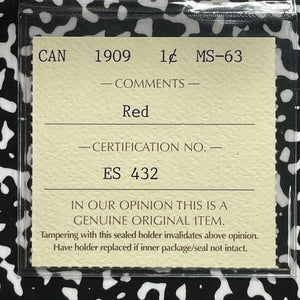 CAN 1909 1¢ MS-63
— COMMENTS —
Red
— CERTIFICATION NO. —
ES 432
IN OUR OPINION THIS IS A
GENUINE ORIGINAL ITEM.
Tampering with this sealed holder invalidates above opinion.
Have holder replaced if inner package/seal not intact.